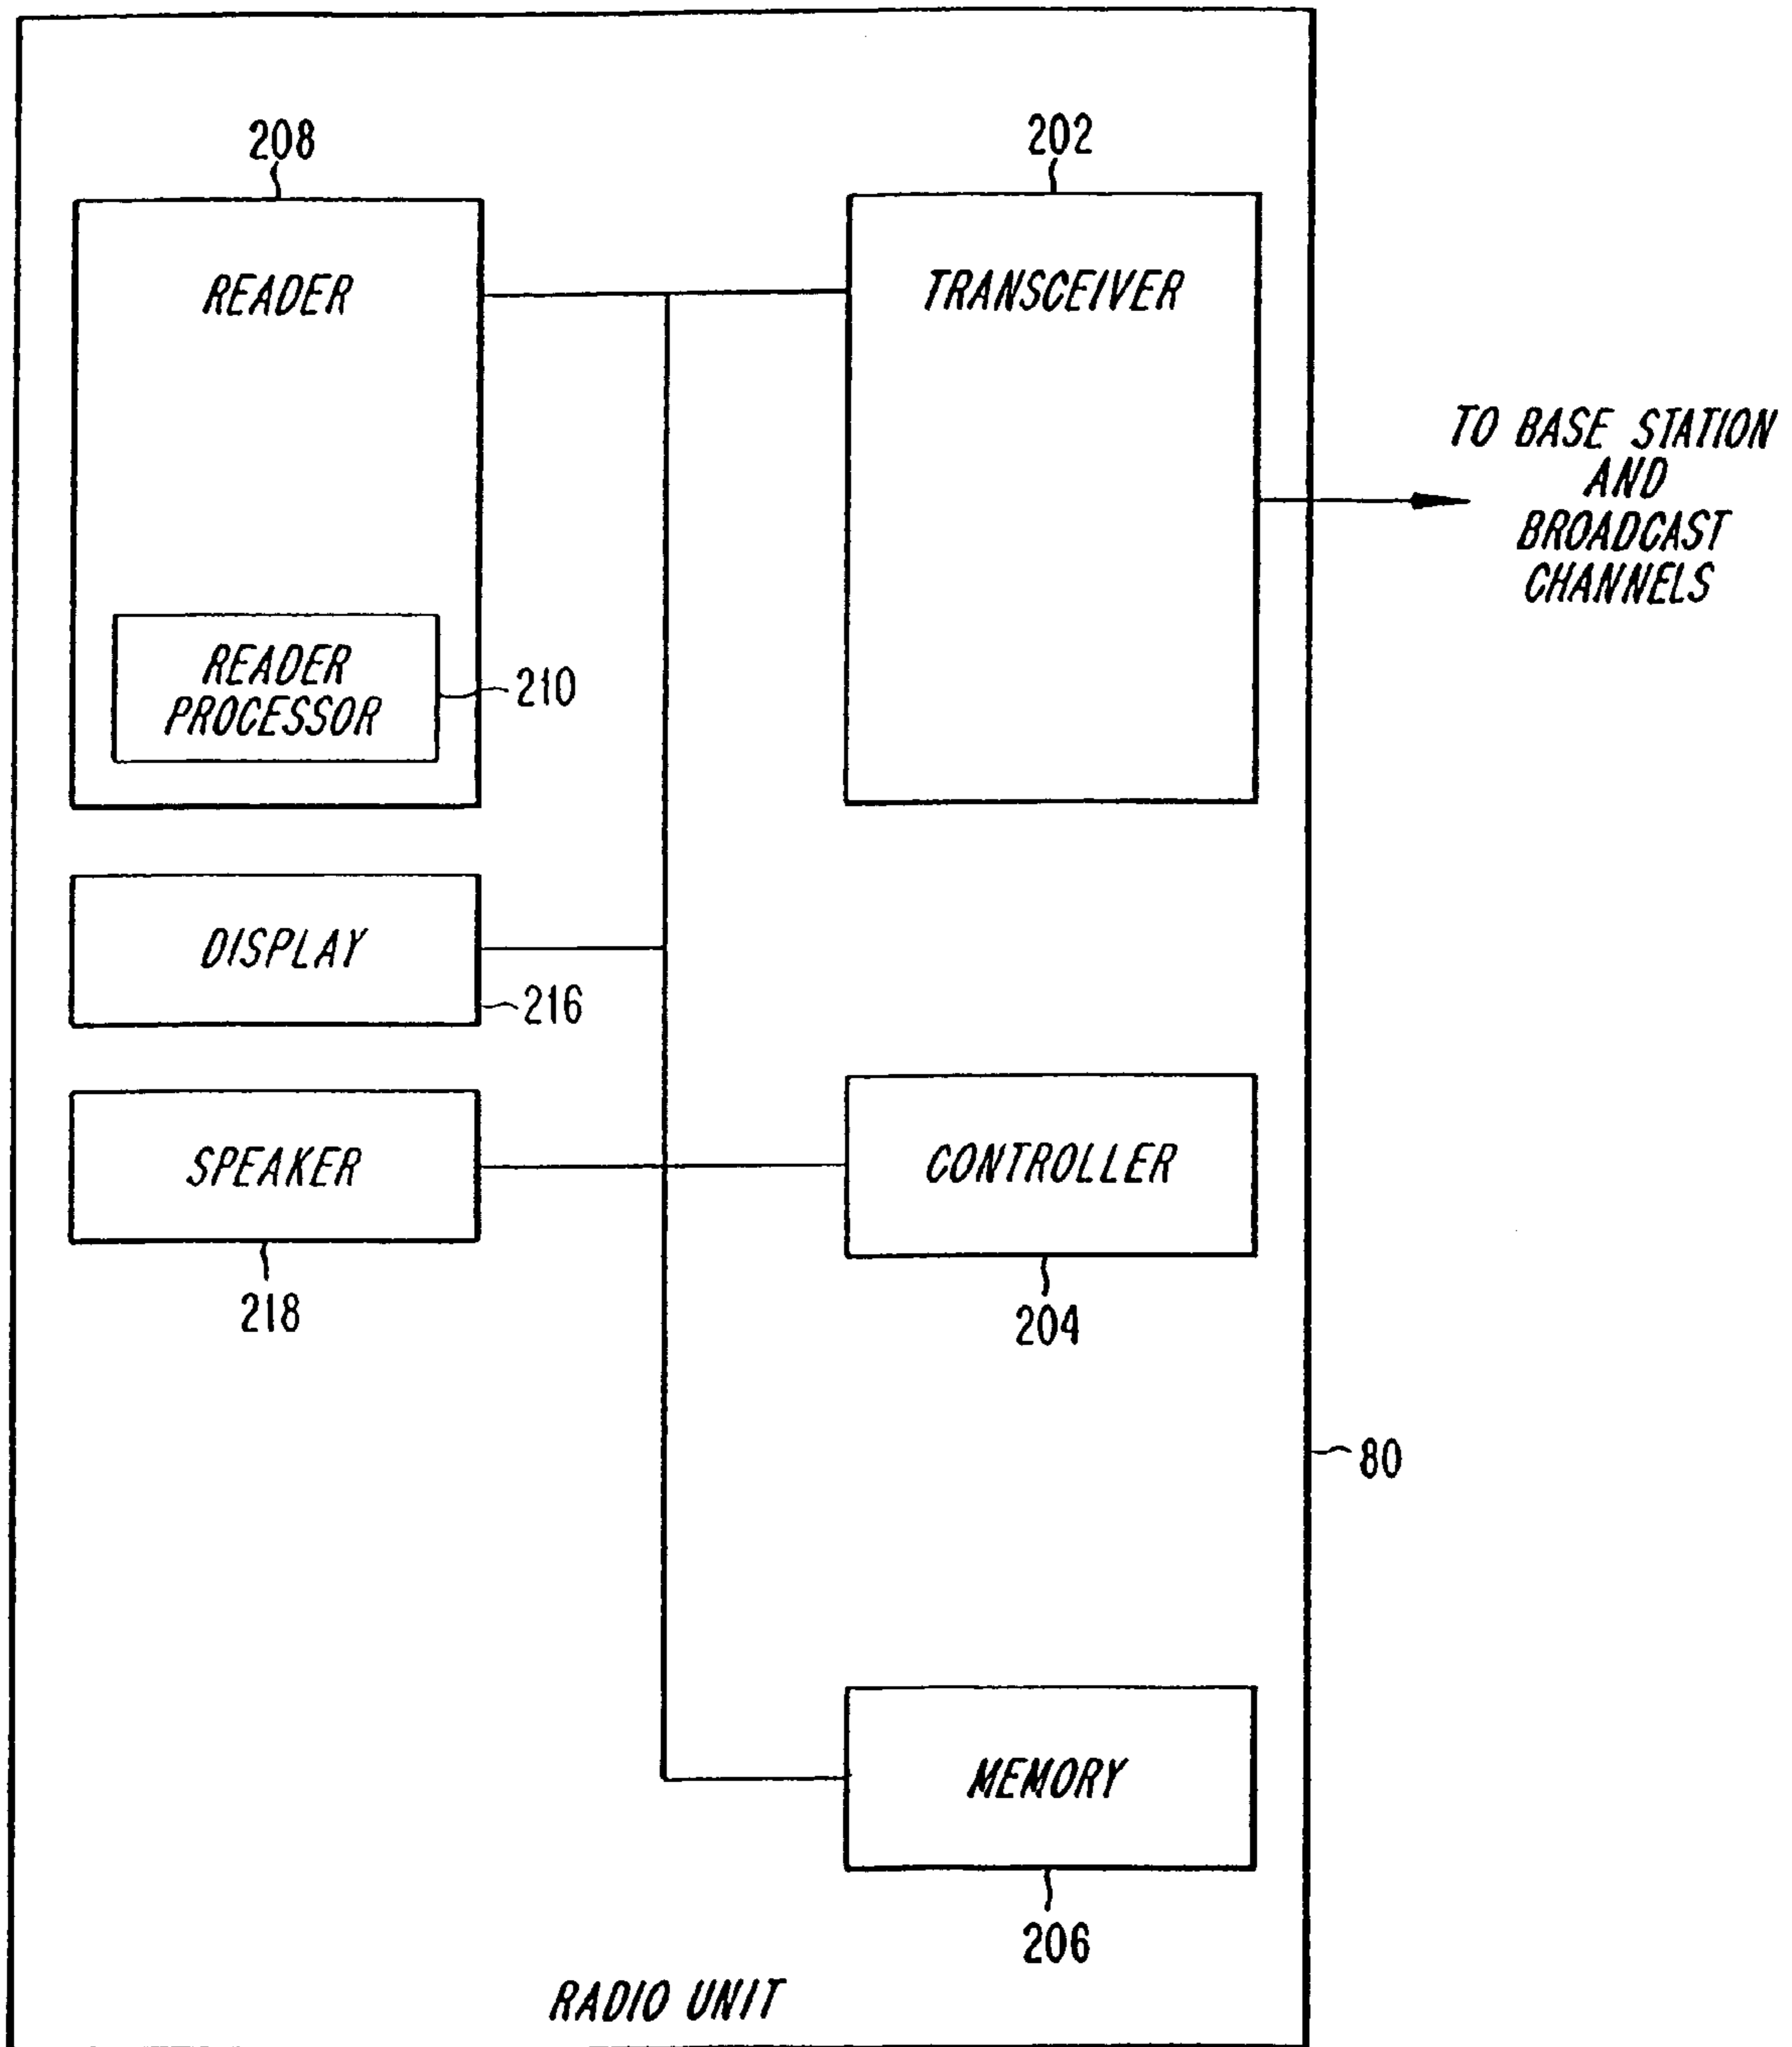 208
202
READER
TRANSCEIVER
TO BASE STATION
AND
BROADCAST
CHANNELS
READER
PROCESSOR
210
DISPLAY
216
SPEAKER
CONTROLLER
218
204
80
MEMORY
206
RADIO UNIT